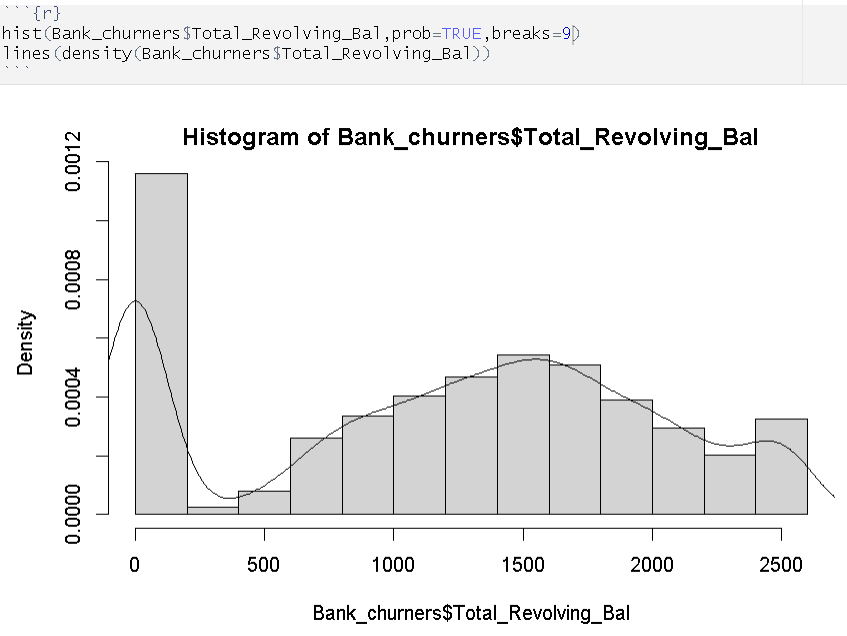 ```{r}
hist(Bank_churners$Total_Revolving_Bal,prob=TRUE,breaks=9)
lines(density(Bank_churners$Total_Revolving_Bal))
```
Histogram of Bank_churners$Total_Revolving_Bal
Density
0.0012
0.0008
0.0004
0.0000
0 500 1000 1500 2000 2500
Bank_churners$Total_Revolving_Bal